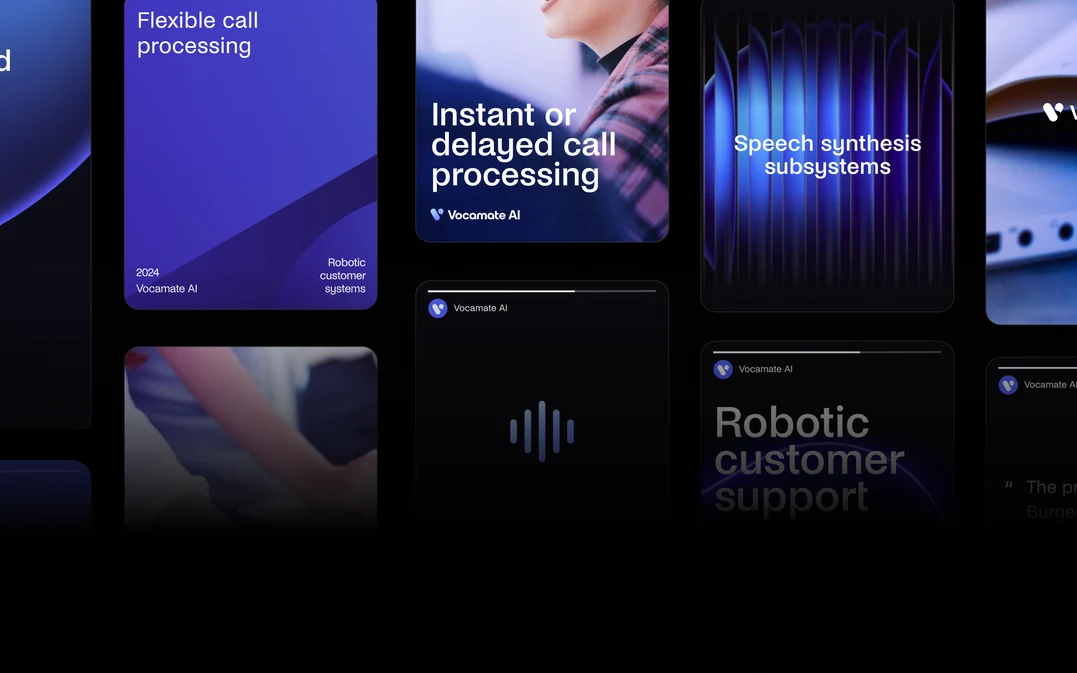 d
Flexible call
processing
2024
Vocamate AI
Robotic
customer
systems
Instant or
delayed call
processing
Vocamate AI
Vocamate AI
Speech synthesis
subsystems
Vocamate AI
Robotic
customer
support
Vocamate AI
" The pr
Burge